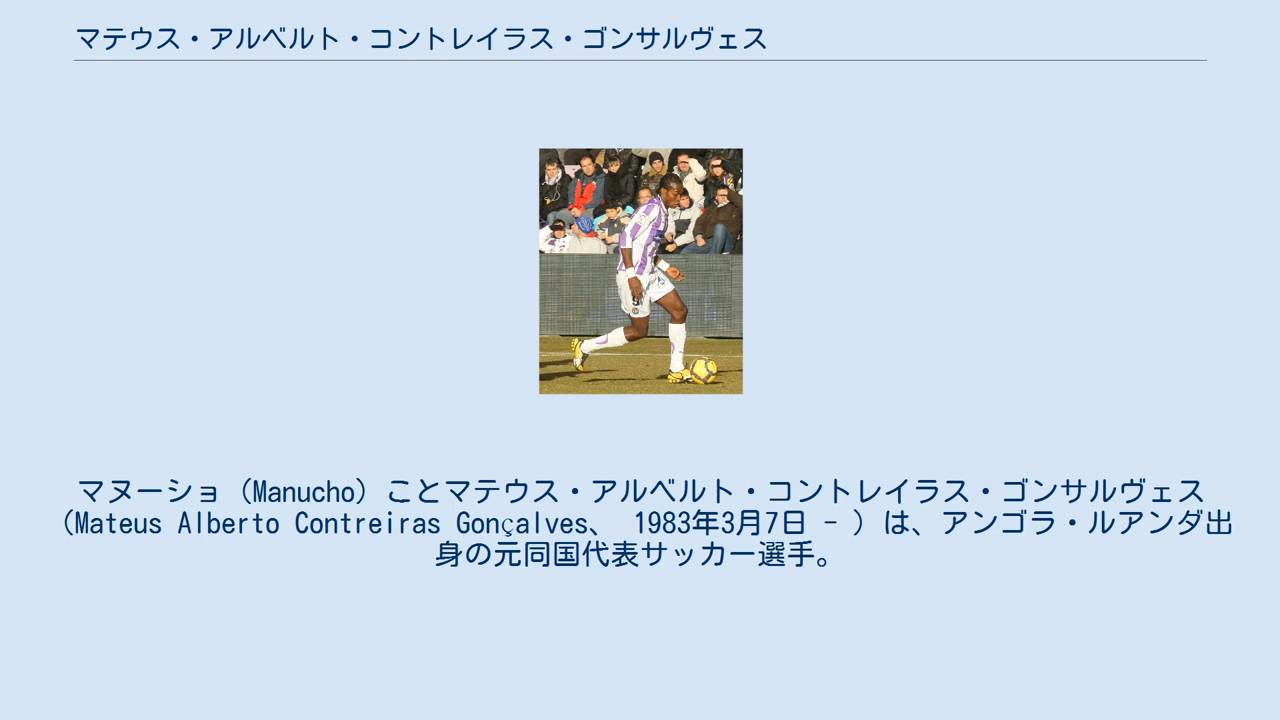 マテウス・アルベルト・コントレイラス・ゴンサルヴェス
マヌーショ（Manucho）ことマテウス・アルベルト・コントレイラス・ゴンサルヴェス
（Mateus Alberto Contreiras Gonçalves、 1983年3月7日 - ）は、アンゴラ・ルアンダ出
身の元同国代表サッカー選手。